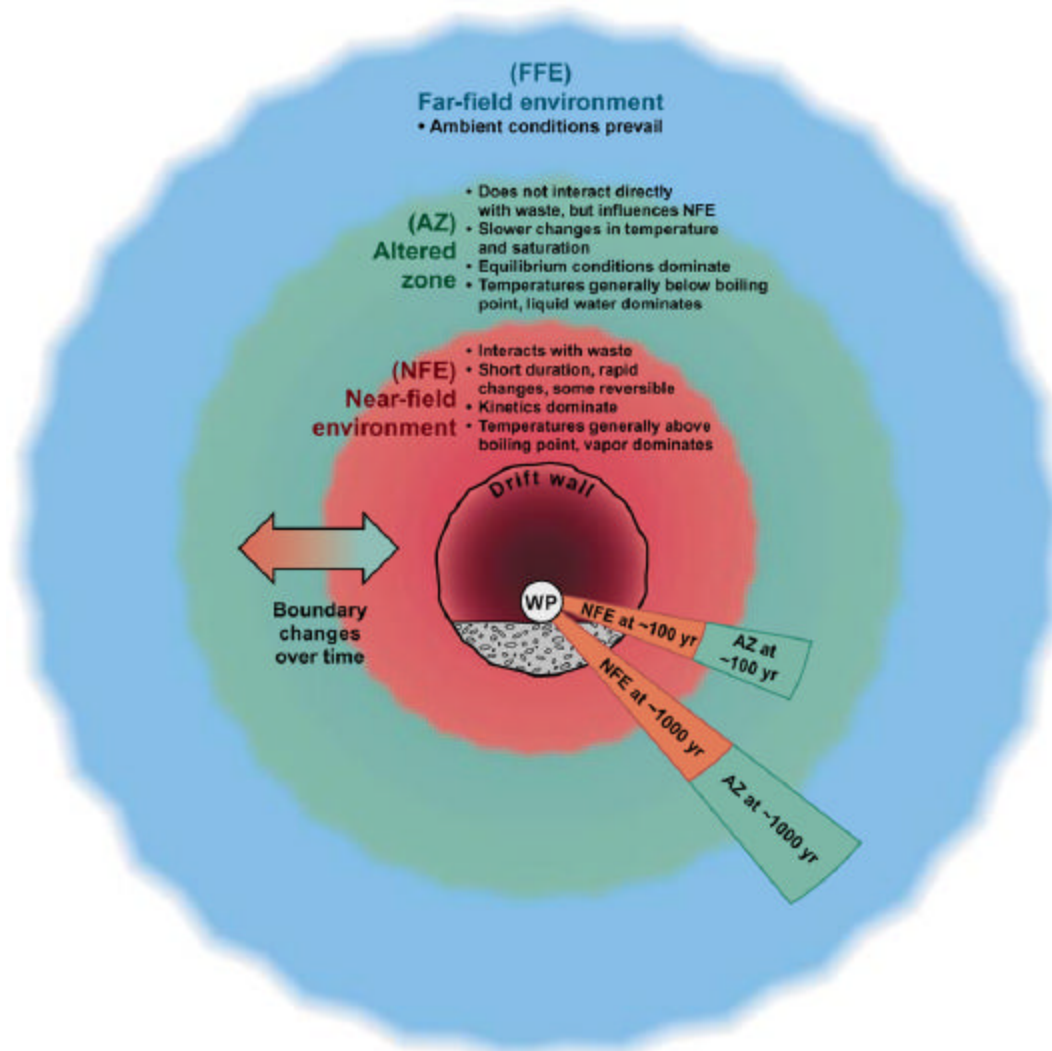 (FFE)
Far-field environment
• Ambient conditions prevail
(AZ)
Altered
zone
• Does not interact directly
with waste, but influences NFE
• Slower changes in temperature
and saturation
• Equilibrium conditions dominate
• Temperatures generally below boiling
point, liquid water dominates
(NFE)
Near-field
environment
• Interacts with waste
• Short duration, rapid
changes, some reversible
• Kinetics dominate
• Temperatures generally above
boiling point, vapor dominates
Drift wall
WP
Boundary
changes
over time
NFE at ~100 yr
AZ at
~100 yr
NFE at ~1000 yr
AZ at ~1000 yr